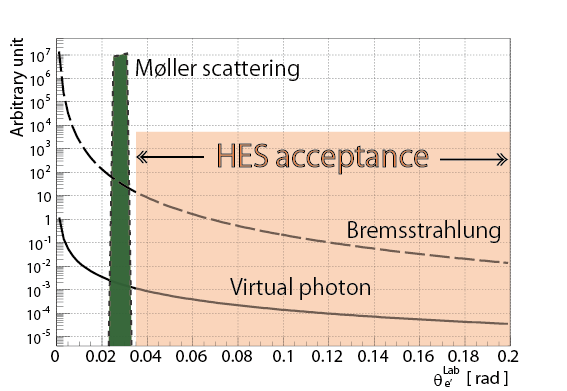 Arbitrary unit
10⁷
10⁶
10⁵
10⁴
10³
10²
10
1
10⁻¹
10⁻²
10⁻³
10⁻⁴
10⁻⁵
Møller scattering
HES acceptance
Bremsstrahlung
Virtual photon
0 0.02 0.04 0.06 0.08 0.1 0.12 0.14 0.16 0.18 0.2
θₑ′ᴸᵃᵇ [ rad ]